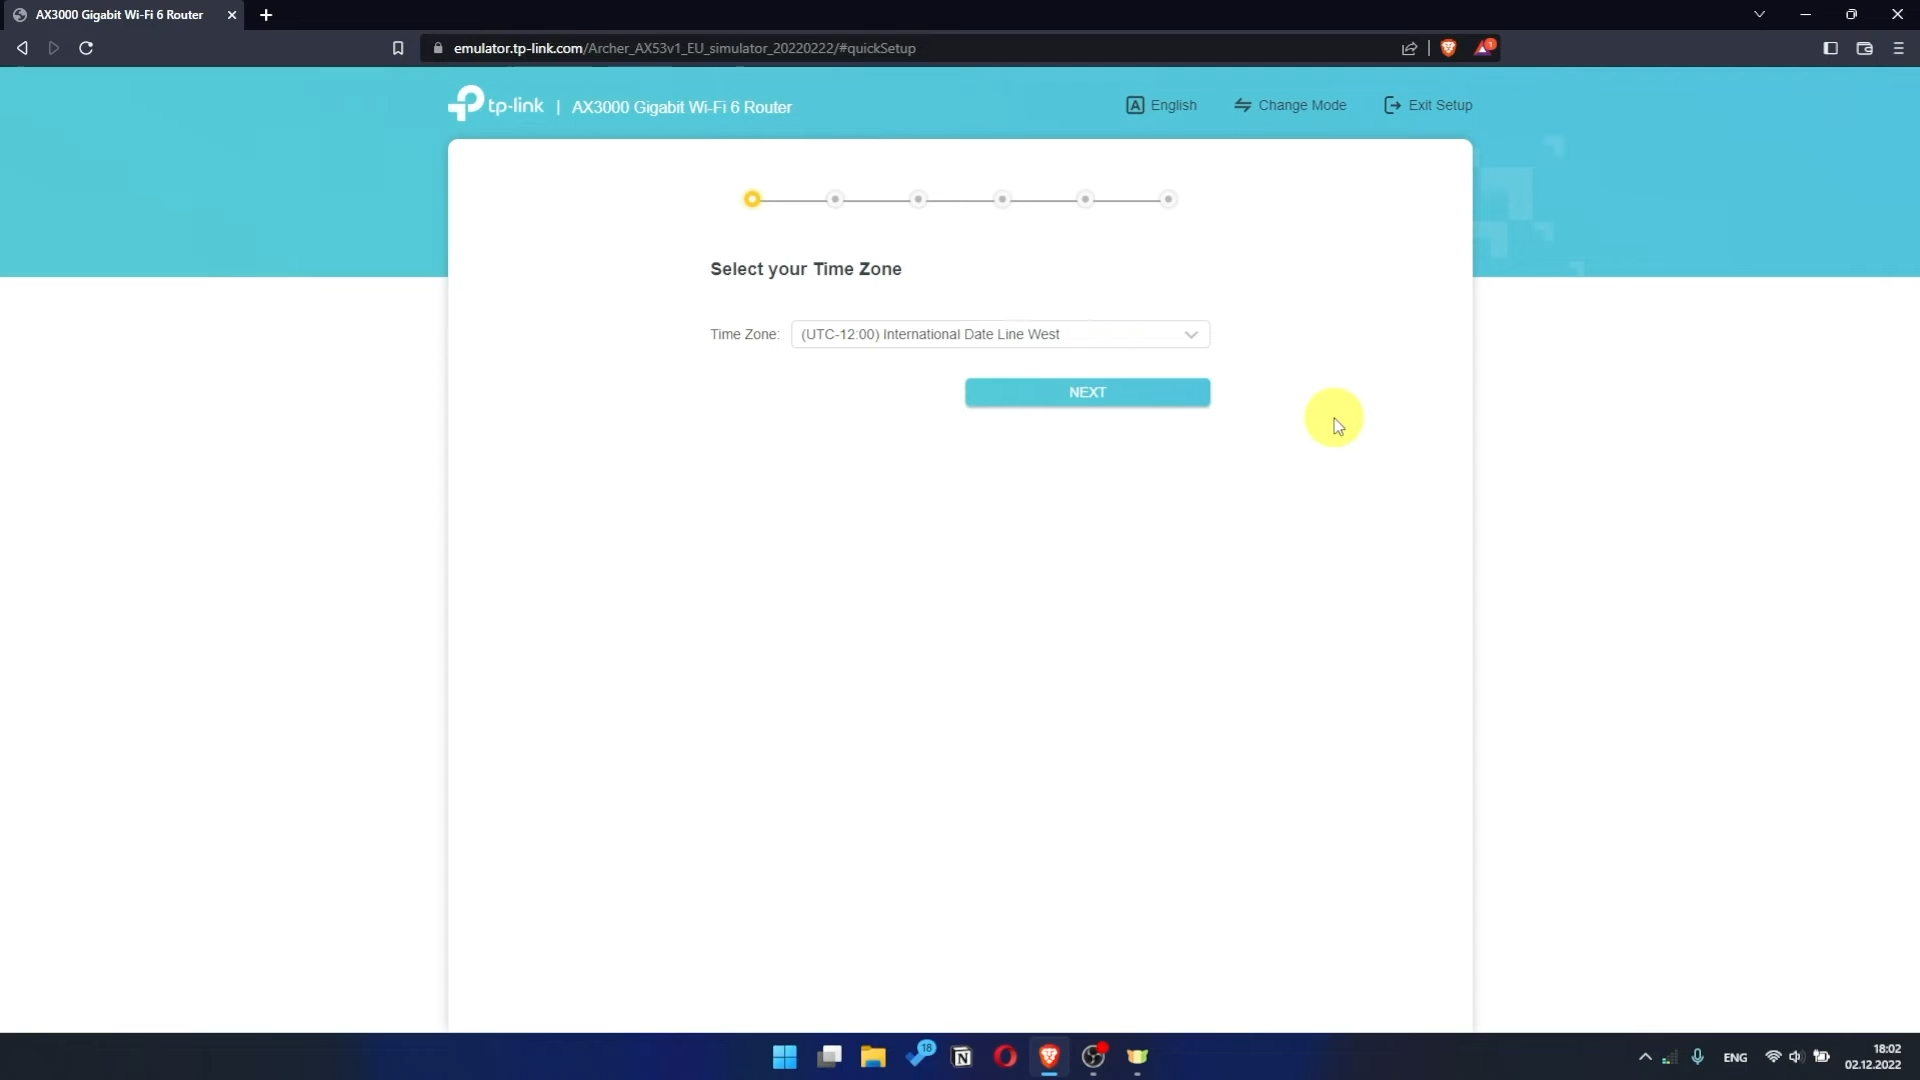 AX3000 Gigabit Wi-Fi 6 Router
emulator.tp-link.com/Archer_AX53v1_EU_simulator_20220222/#quickSetup
1
tp-link | AX3000 Gigabit Wi-Fi 6 Router
A English
Change Mode
Exit Setup
Select your Time Zone
Time Zone: (UTC-12:00) International Date Line West
NEXT
18
ENG
18:02
02.12.2022